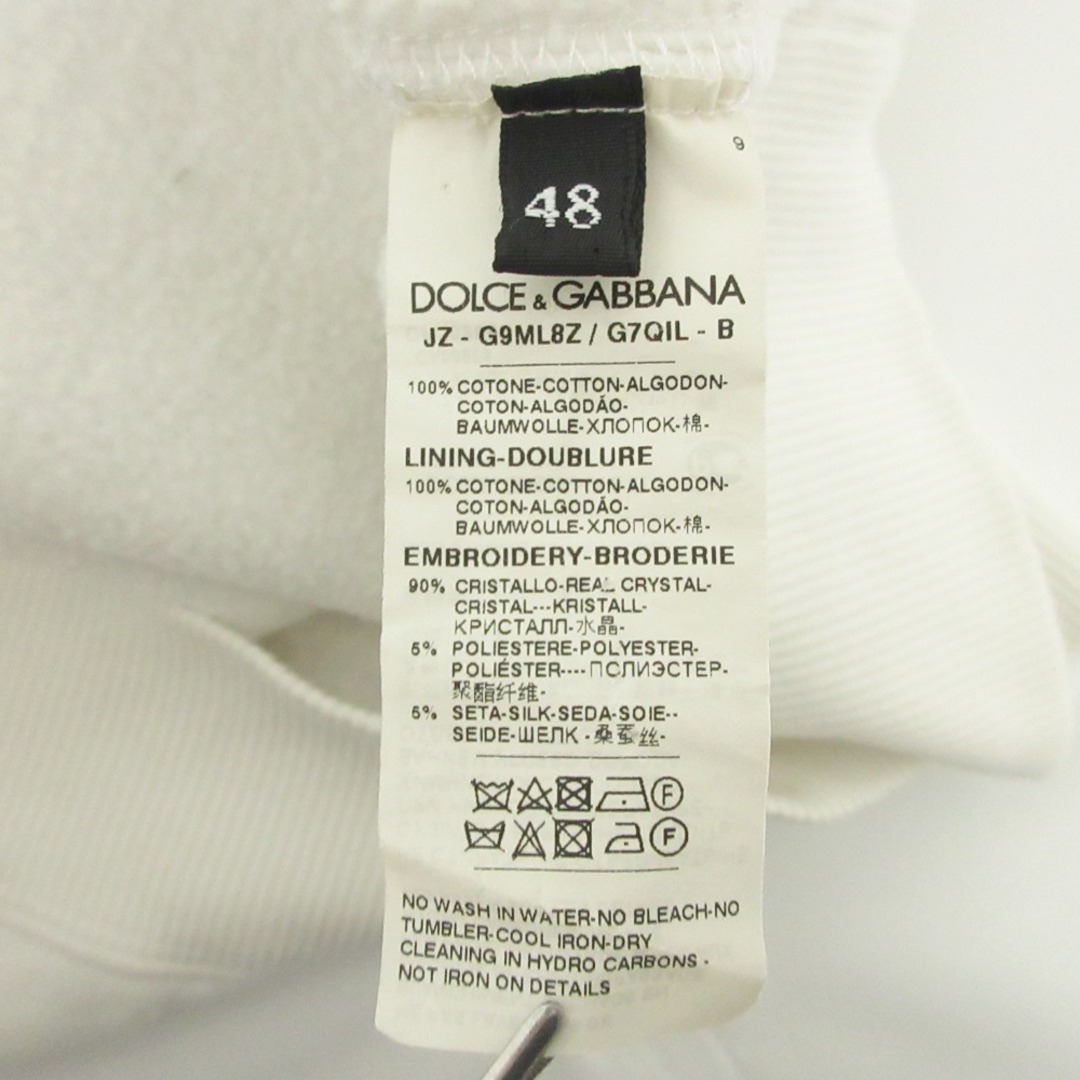 9
48
DOLCE & GABBANA
JZ - G9ML8Z / G7QIL - B
100% COTONE-COTTON-ALGODON-
COTON-ALGODÃO-
BAUMWOLLE-ХЛОПОК-棉-
LINING-DOUBLURE
100% COTONE-COTTON-ALGODON-
COTON-ALGODÃO-
BAUMWOLLE-ХЛОПОК-棉-
EMBROIDERY-BRODERIE
90% CRISTALLO-REAL CRYSTAL-
CRISTAL---KRISTALL-
КРИСТАЛЛ-水晶-
5% POLIESTERE-POLYESTER-
POLIÉSTER----ПОЛИЭСТЕР-
聚酯纤维-
5% SETA-SILK-SEDA-SOIE--
SEIDE-ШЕЛК -桑蚕丝-
F
F
NO WASH IN WATER-NO BLEACH-NO
TUMBLER-COOL IRON-DRY
CLEANING IN HYDRO CARBONS -
NOT IRON ON DETAILS